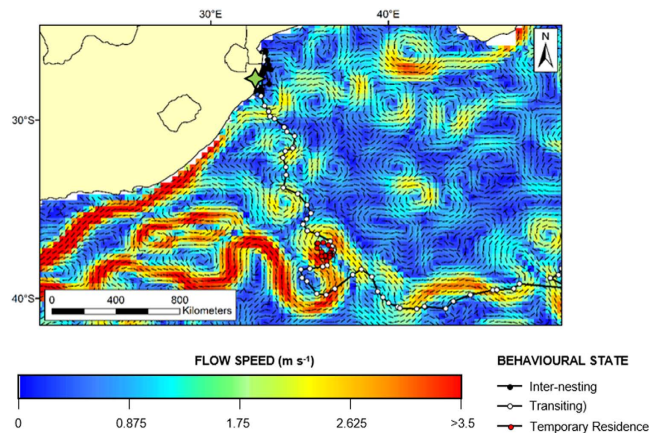 30°E 40°E
N
30°S
40°S
0 400 800
Kilometers
FLOW SPEED (m s-1)
0 0.875 1.75 2.625 >3.5
BEHAVIOURAL STATE
Inter-nesting
Transiting)
Temporary Residence